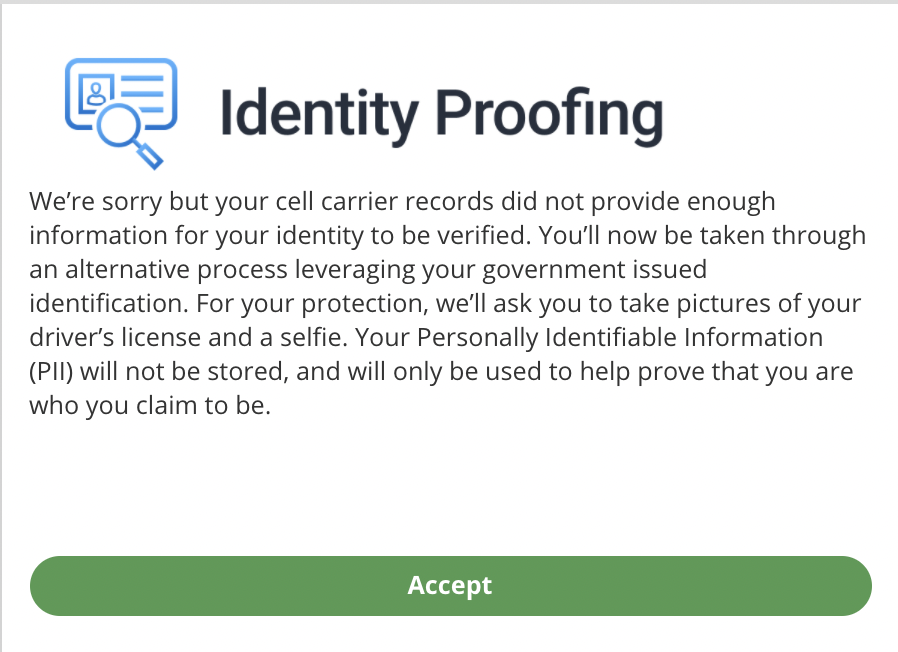 Identity Proofing
We’re sorry but your cell carrier records did not provide enough
information for your identity to be verified. You’ll now be taken through
an alternative process leveraging your government issued
identification. For your protection, we’ll ask you to take pictures of your
driver’s license and a selfie. Your Personally Identifiable Information
(PII) will not be stored, and will only be used to help prove that you are
who you claim to be.
Accept